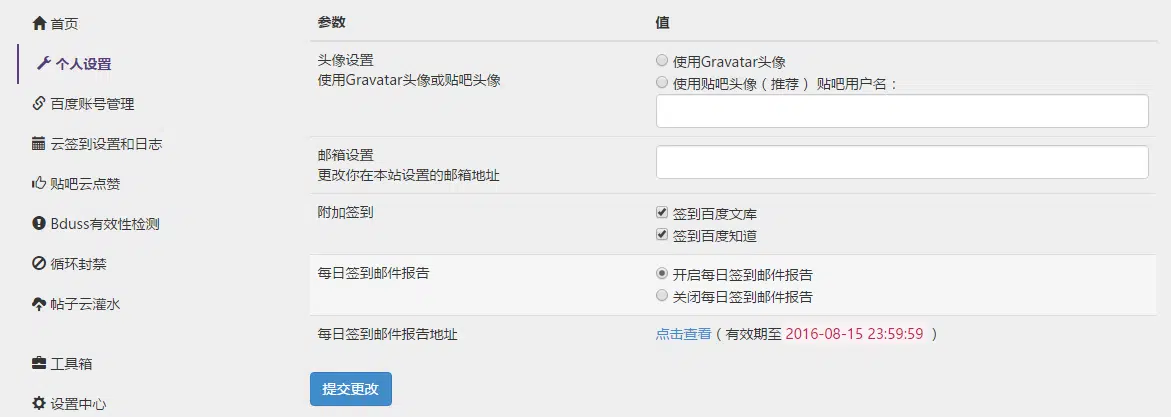 首页
个人设置
百度账号管理
云签到设置和日志
贴吧云点赞
Bduss有效性检测
循环封禁
帖子云灌水
工具箱
设置中心
参数 值
头像设置
使用Gravatar头像或贴吧头像
使用Gravatar头像
使用贴吧头像（推荐） 贴吧用户名：
邮箱设置
更改你在本站设置的邮箱地址
附加签到
签到百度文库
签到百度知道
每日签到邮件报告
开启每日签到邮件报告
关闭每日签到邮件报告
每日签到邮件报告地址
点击查看（有效期至 2016-08-15 23:59:59 ）
提交更改